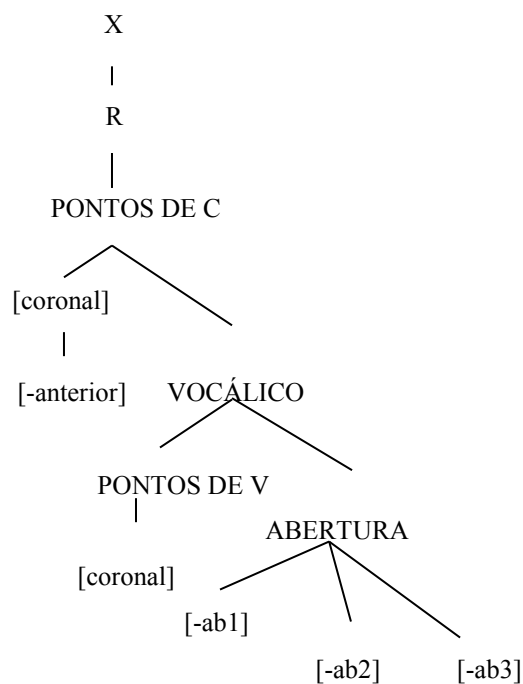 X
R
PONTOS DE C
[coronal]
[-anterior] VOCÁLICO
PONTOS DE V
ABERTURA
[coronal]
[-ab1]
[-ab2] [-ab3]